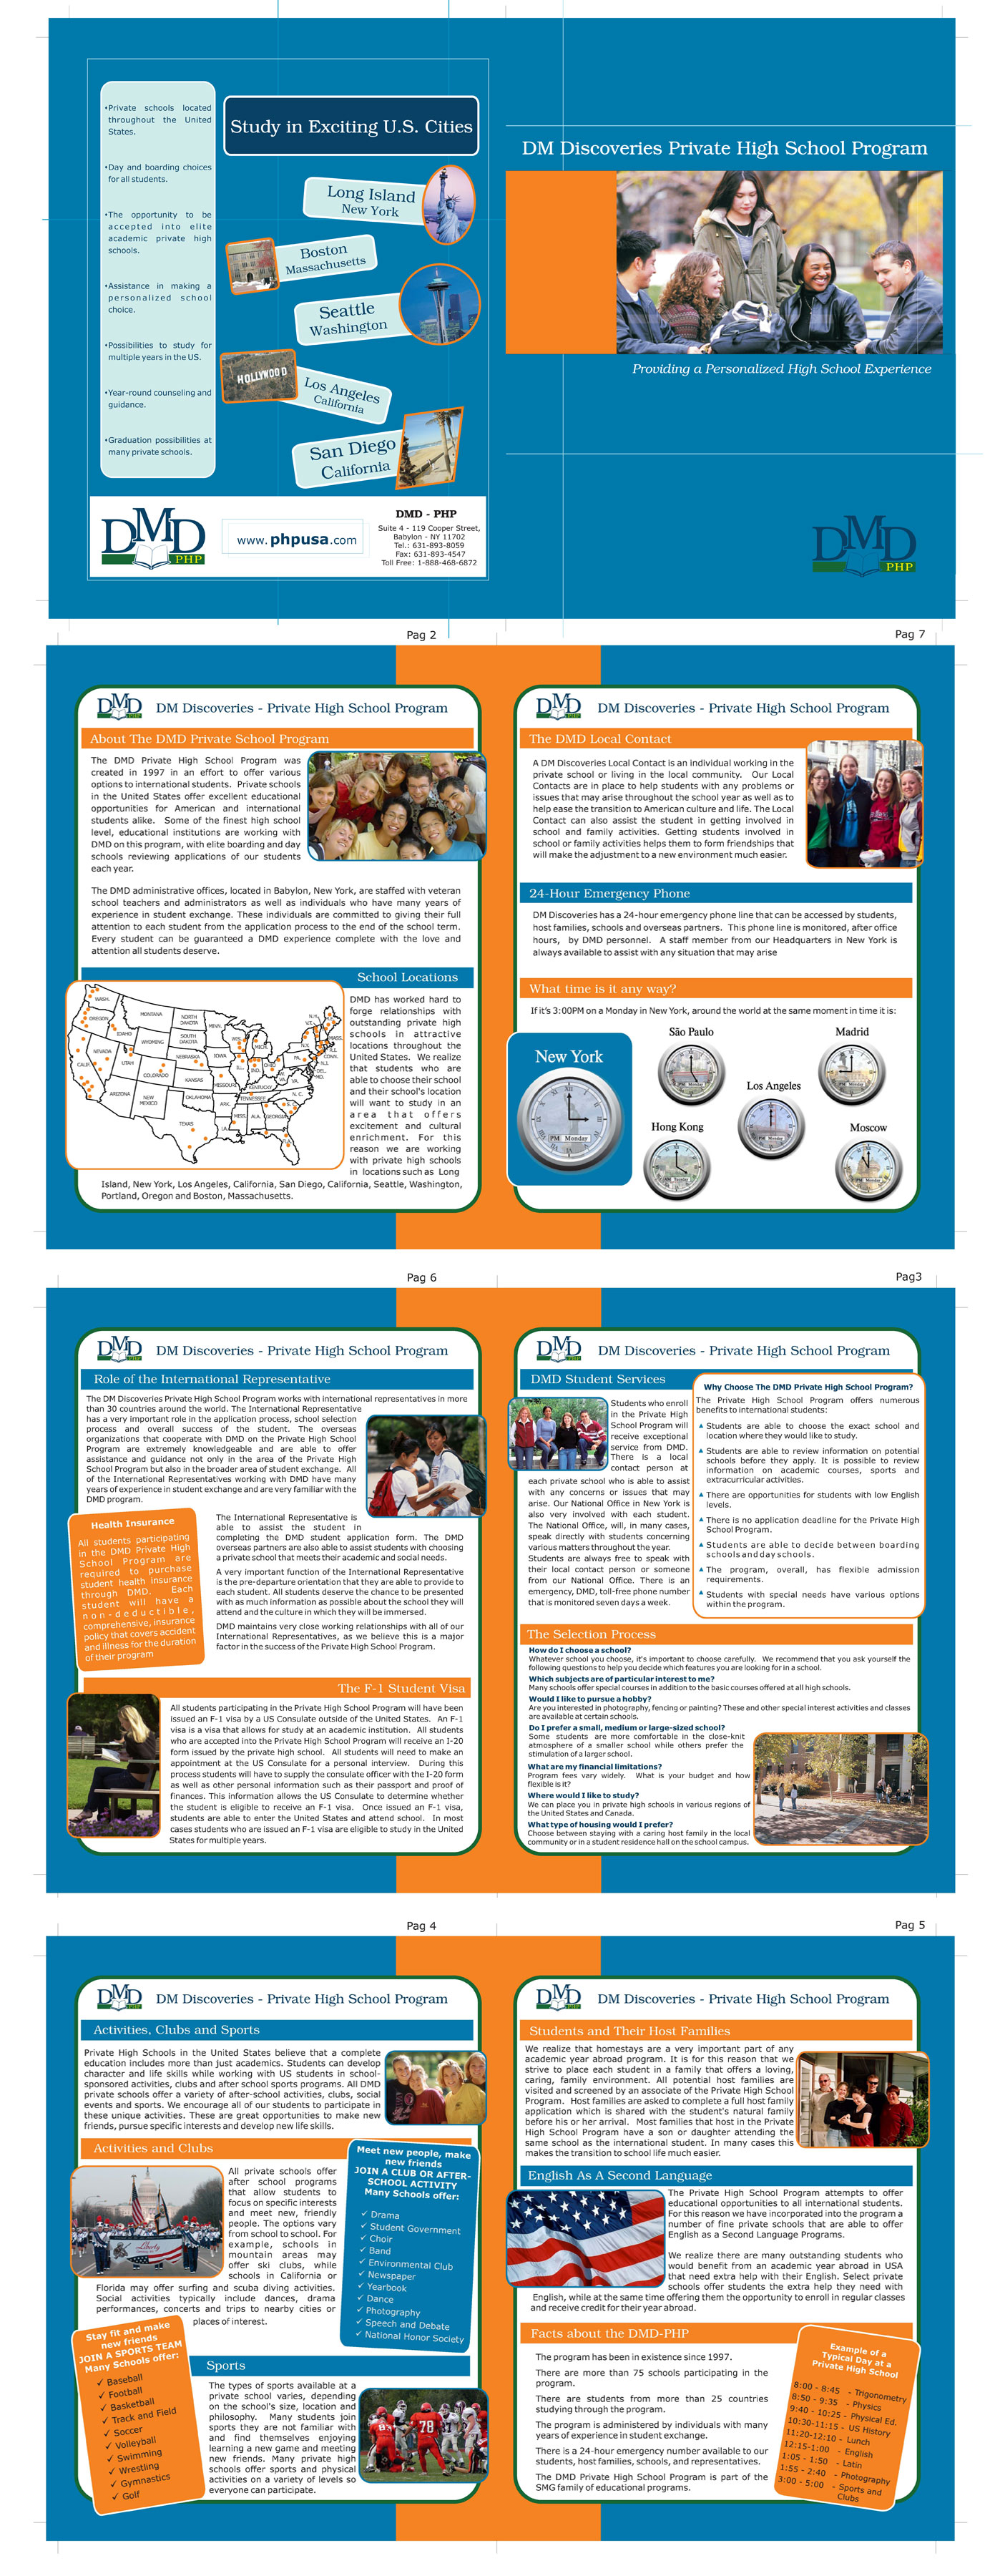 •Private schools located
throughout the United
States.
•Day and boarding choices
for all students.
•The opportunity to be
accepted into elite
academic private high
schools.
•Assistance in making a
personalized school
choice.
•Possibilities to study for
multiple years in the US.
•Year-round counseling and
guidance.
•Graduation possibilities at
many private schools.
Study in Exciting U.S. Cities
Long Island
New York
Boston
Massachusetts
Seattle
Washington
HOLLYWOOD
Los Angeles
California
San Diego
California
DMD
PHP
www.phpusa.com
DMD - PHP
Suite 4 - 119 Cooper Street,
Babylon - NY 11702
Tel.: 631-893-8059
Fax: 631-893-4547
Toll Free: 1-888-468-6872
DM Discoveries Private High School Program
Providing a Personalized High School Experience
DMD
PHP
Pag 2
DMD
DM Discoveries - Private High School Program
About The DMD Private School Program
The DMD Private High School Program was
created in 1997 in an effort to offer various
options to international students. Private schools
in the United States offer excellent educational
opportunities for American and international
students alike. Some of the finest high school
level, educational institutions are working with
DMD on this program, with elite boarding and day
schools reviewing applications of our students
each year.
The DMD administrative offices, located in Babylon, New York, are staffed with veteran
school teachers and administrators as well as individuals who have many years of
experience in student exchange. These individuals are committed to giving their full
attention to each student from the application process to the end of the school term.
Every student can be guaranteed a DMD experience complete with the love and
attention all students deserve.
School Locations
WASH.
OREGON
IDAHO
MONTANA
NORTH
DAKOTA
SOUTH
DAKOTA
MINN.
WYOMING
NEVADA
UTAH
CALIF.
COLORADO
NEBRASKA
IOWA
KANSAS
MISSOURI
ARIZONA
NEW
MEXICO
OKLAHOMA
ARK.
TEXAS
LA.
MISS.
ALA.
GEORGIA
TENNESSEE
KENTUCKY
DMD has worked hard to
forge relationships with
outstanding private high
schools in attractive
locations throughout the
United States. We realize
that students who are
able to choose their school
and their school's location
will want to study in an
area that offers
excitement and cultural
enrichment. For this
reason we are working
with private high schools
in locations such as Long
Island, New York, Los Angeles, California, San Diego, California, Seattle, Washington,
Portland, Oregon and Boston, Massachusetts.
Pag 7
DMD
DM Discoveries - Private High School Program
The DMD Local Contact
A DM Discoveries Local Contact is an individual working in the
private school or living in the local community. Our Local
Contacts are in place to help students with any problems or
issues that may arise throughout the school year as well as to
help ease the transition to American culture and life. The Local
Contact can also assist the student in getting involved in
school and family activities. Getting students involved in
school or family activities helps them to form friendships that
will make the adjustment to a new environment much easier.
24-Hour Emergency Phone
DM Discoveries has a 24-hour emergency phone line that can be accessed by students,
host families, schools and overseas partners. This phone line is monitored, after office
hours, by DMD personnel. A staff member from our Headquarters in New York is
always available to assist with any situation that may arise
What time is it any way?
If it's 3:00PM on a Monday in New York, around the world at the same moment in time it is:
New York
PM Monday
São Paulo
Madrid
Los Angeles
Hong Kong
Moscow
Pag 6
DMD
DM Discoveries - Private High School Program
Role of the International Representative
The DM Discoveries Private High School Program works with international representatives in more
than 30 countries around the world. The International Representative
has a very important role in the application process, school selection
process and overall success of the student. The overseas
organizations that cooperate with DMD on the Private High School
Program are extremely knowledgeable and are able to offer
assistance and guidance not only in the area of the Private High
School Program but also in the broader area of student exchange. All
of the International Representatives working with DMD have many
years of experience in student exchange and are very familiar with the
DMD program.
Health Insurance
All students participating
in the DMD Private High
School Program are
required to purchase
student health insurance
through DMD. Each
student will have a
non-deductible,
comprehensive, insurance
policy that covers accident
and illness for the duration
of their program
The International Representative is
able to assist the student in
completing the DMD student application form. The DMD
overseas partners are also able to assist students with choosing
a private school that meets their academic and social needs.
A very important function of the International Representative
is the pre-departure orientation that they are able to provide to
each student. All students deserve the chance to be presented
with as much information as possible about the school they will
attend and the culture in which they will be immersed.
DMD maintains very close working relationships with all of our
International Representatives, as we believe this is a major
factor in the success of the Private High School Program.
The F-1 Student Visa
All students participating in the Private High School Program will have been
issued an F-1 visa by a US Consulate outside of the United States. An F-1
visa is a visa that allows for study at an academic institution. All students
who are accepted into the Private High School Program will receive an I-20
form issued by the private high school. All students will need to make an
appointment at the US Consulate for a personal interview. During this
process students will have to supply the consulate officer with the I-20 form
as well as other personal information such as their passport and proof of
finances. This information allows the US Consulate to determine whether
the student is eligible to receive an F-1 visa. Once issued an F-1 visa,
students are able to enter the United States and attend school. In most
cases students who are issued an F-1 visa are eligible to study in the United
States for multiple years.
Pag3
DMD
DM Discoveries - Private High School Program
DMD Student Services
Students who enroll
in the Private High
School Program will
receive exceptional
service from DMD.
There is a local
contact person at
each private school who is able to assist
with any concerns or issues that may
arise. Our National Office in New York is
also very involved with each student.
The National Office, will, in many cases,
speak directly with students concerning
various matters throughout the year.
Students are always free to speak with
their local contact person or someone
from our National Office. There is an
emergency, DMD, toll-free phone number
that is monitored seven days a week.
Why Choose The DMD Private High School Program?
The Private High School Program offers numerous
benefits to international students:
▲ Students are able to choose the exact school and
location where they would like to study.
▲ Students are able to review information on potential
schools before they apply. It is possible to review
information on academic courses, sports and
extracurricular activities.
▲ There are opportunities for students with low English
levels.
▲ There is no application deadline for the Private High
School Program.
▲ Students are able to decide between boarding
schools and day schools.
▲ The program, overall, has flexible admission
requirements.
▲ Students with special needs have various options
within the program.
The Selection Process
How do I choose a school?
Whatever school you choose, it's important to choose carefully. We recommend that you ask yourself the
following questions to help you decide which features you are looking for in a school.
Which subjects are of particular interest to me?
Many schools offer special courses in addition to the basic courses offered at all high schools.
Would I like to pursue a hobby?
Are you interested in photography, fencing or painting? These and other special interest activities and classes
are available at certain schools.
Do I prefer a small, medium or large-sized school?
Some students are more comfortable in the close-knit
atmosphere of a smaller school while others prefer the
stimulation of a larger school.
What are my financial limitations?
Program fees vary widely. What is your budget and how
flexible is it?
Where would I like to study?
We can place you in private high schools in various regions of
the United States and Canada.
What type of housing would I prefer?
Choose between staying with a caring host family in the local
community or in a student residence hall on the school campus.
Pag 4
DMD
DM Discoveries - Private High School Program
Activities, Clubs and Sports
Private High Schools in the United States believe that a complete
education includes more than just academics. Students can develop
character and life skills while working with US students in school-
sponsored activities, clubs and after school sports programs. All DMD
private schools offer a variety of after-school activities, clubs, social
events and sports. We encourage all of our students to participate in
these unique activities. These are great opportunities to make new
friends, pursue specific interests and develop new life skills.
Activities and Clubs
Liberty
All private schools offer
after school programs
that allow students to
focus on specific interests
and meet new, friendly
people. The options vary
from school to school. For
example, schools in
mountain areas may
offer ski clubs, while
schools in California or
Florida may offer surfing and scuba diving activities.
Social activities typically include dances, drama
performances, concerts and trips to nearby cities or
places of interest.
Meet new people, make
new friends
JOIN A CLUB OR AFTER-
SCHOOL ACTIVITY
Many Schools offer:
✓ Drama
✓ Student Government
✓ Choir
✓ Band
✓ Environmental Club
✓ Newspaper
✓ Yearbook
✓ Dance
✓ Photography
✓ Speech and Debate
✓ National Honor Society
Stay fit and make
new friends
JOIN A SPORTS TEAM
Many Schools offer:
✓ Baseball
✓ Football
✓ Basketball
✓ Track and Field
✓ Soccer
✓ Volleyball
✓ Swimming
✓ Wrestling
✓ Gymnastics
✓ Golf
Sports
The types of sports available at a
private school varies, depending
on the school's size, location and
philosophy. Many students join
sports they are not familiar with
and find themselves enjoying
learning a new game and meeting
new friends. Many private high
schools offer sports and physical
activities on a variety of levels so
everyone can participate.
78
Pag 5
DMD
DM Discoveries - Private High School Program
Students and Their Host Families
We realize that homestays are a very important part of any
academic year abroad program. It is for this reason that we
strive to place each student in a family that offers a loving,
caring, family environment. All potential host families are
visited and screened by an associate of the Private High School
Program. Host families are asked to complete a full host family
application which is shared with the student's natural family
before his or her arrival. Most families that host in the Private
High School Program have a son or daughter attending the
same school as the international student. In many cases this
makes the transition to school life much easier.
English As A Second Language
The Private High School Program attempts to offer
educational opportunities to all international students.
For this reason we have incorporated into the program a
number of fine private schools that are able to offer
English as a Second Language Programs.
We realize there are many outstanding students who
would benefit from an academic year abroad in USA
that need extra help with their English. Select private
schools offer students the extra help they need with
English, while at the same time offering them the opportunity to enroll in regular classes
and receive credit for their year abroad.
Facts about the DMD-PHP
The program has been in existence since 1997.
There are more than 75 schools participating in the
program.
There are students from more than 25 countries
studying through the program.
The program is administered by individuals with many
years of experience in student exchange.
There is a 24-hour emergency number available to our
students, host families, schools, and representatives.
The DMD Private High School Program is part of the
SMG family of educational programs.
Example of a
Typical Day at a
Private High School
8:00 - 8:45 - Trigonometry
8:50 - 9:35 - Physics
9:40 - 10:25 - Physical Ed.
10:30-11:15 - US History
11:20-12:10 - Lunch
12:15-1:00 - English
1:05 - 1:50 - Latin
1:55 - 2:40 - Photography
3:00 - 5:00 - Sports and
Clubs